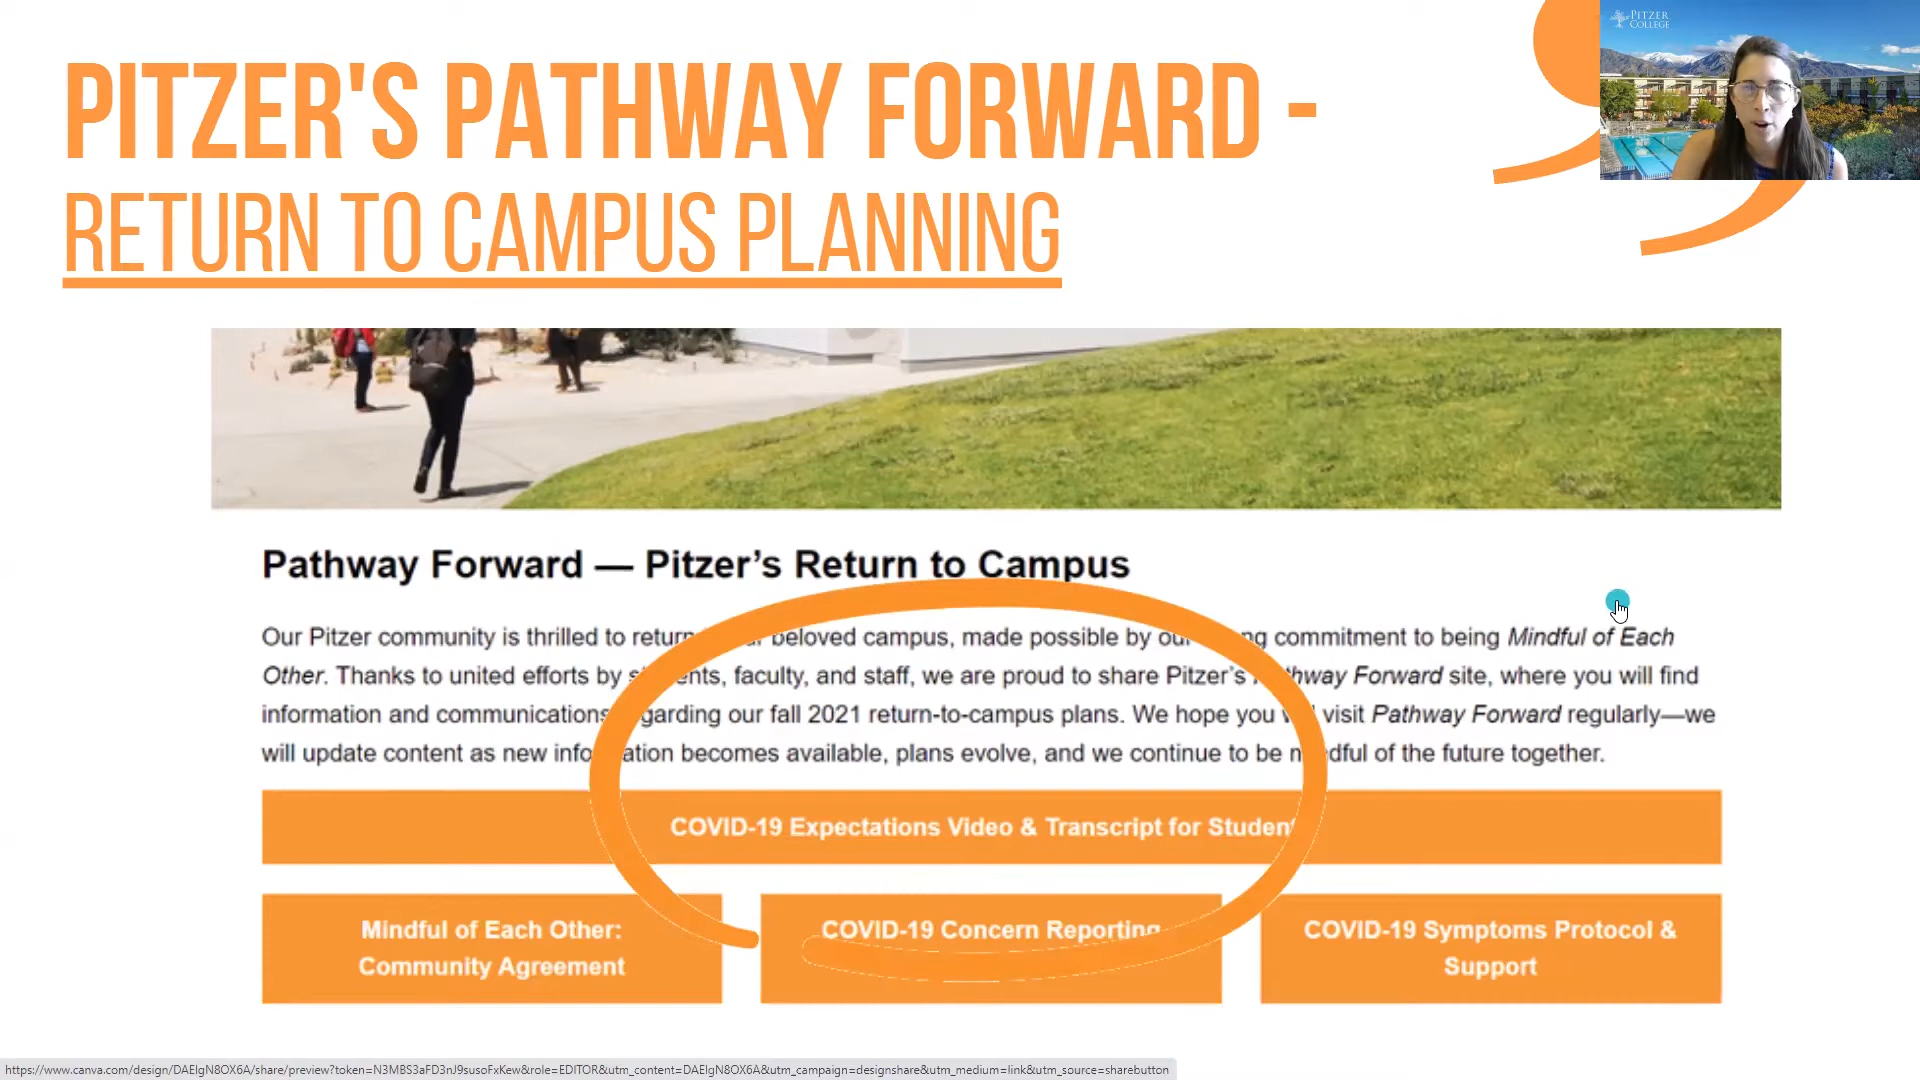 PITZER'S PATHWAY FORWARD -
RETURN TO CAMPUS PLANNING
PITZER
COLLEGE
Pathway Forward — Pitzer's Return to Campus
Our Pitzer community is thrilled to return beloved campus, made possible by commitment to being Mindful of Each
Other. Thanks to united efforts by faculty, and staff, we are proud to share Pitzer's Forward site, where you will find
information and communications our fall 2021 return-to-campus plans. We hope you visit Pathway Forward regularly—we
will update content as new becomes available, plans evolve, and we continue to be of the future together.
COVID-19 Expectations Video & Transcript for
Mindful of Each Other:
Community Agreement
COVID-19 Concern Reporting
COVID-19 Symptoms Protocol &
Support
https://www.canva.com/design/DAElgN8OX6A/share/preview?token=N3MBS3aFD3nJ9susoFxKew&role=EDITOR&utm_content=DAElgN8OX6A&utm_campaign=designshare&utm_medium=link&utm_source=sharebutton